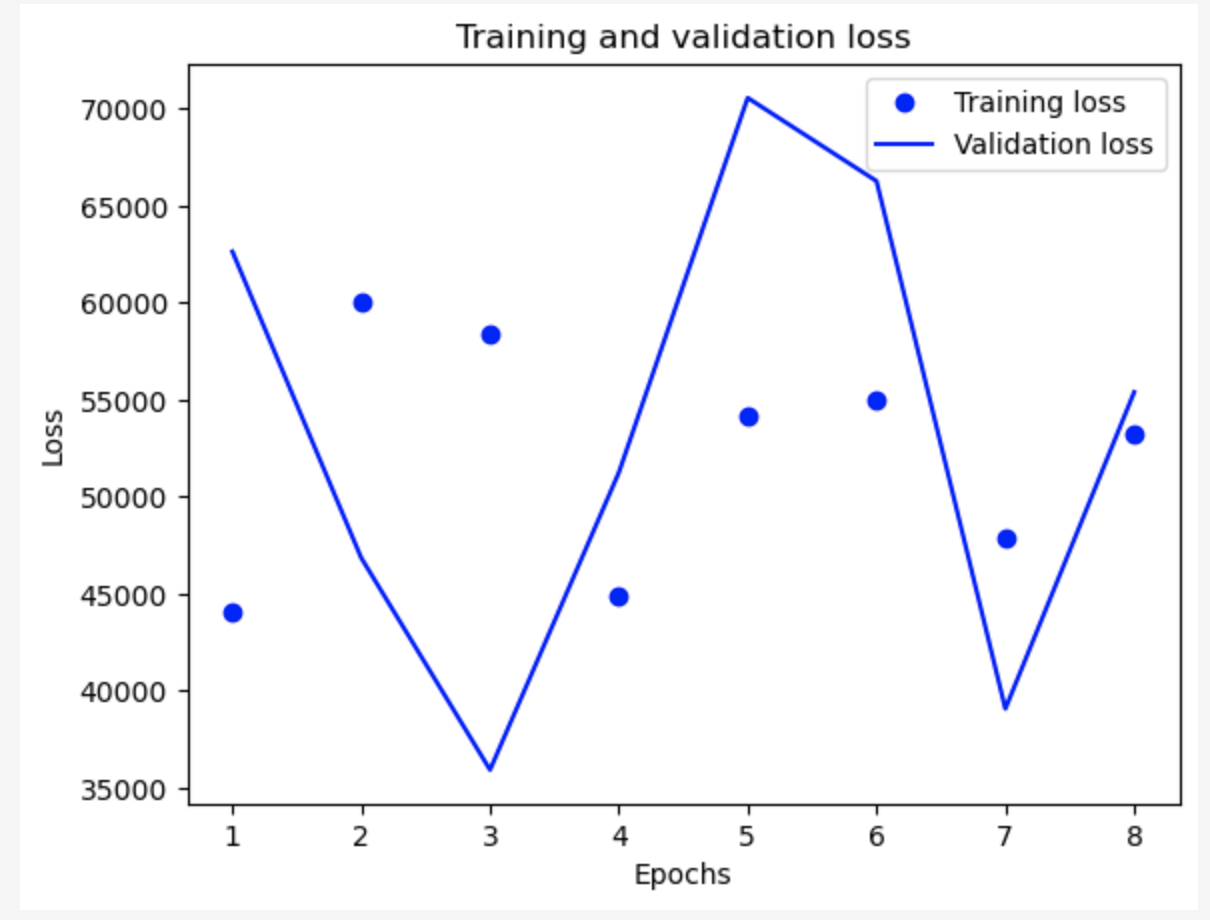 Training and validation loss
Training loss
Validation loss
70000
65000
60000
55000
50000
45000
40000
35000
Loss
1 2 3 4 5 6 7 8
Epochs